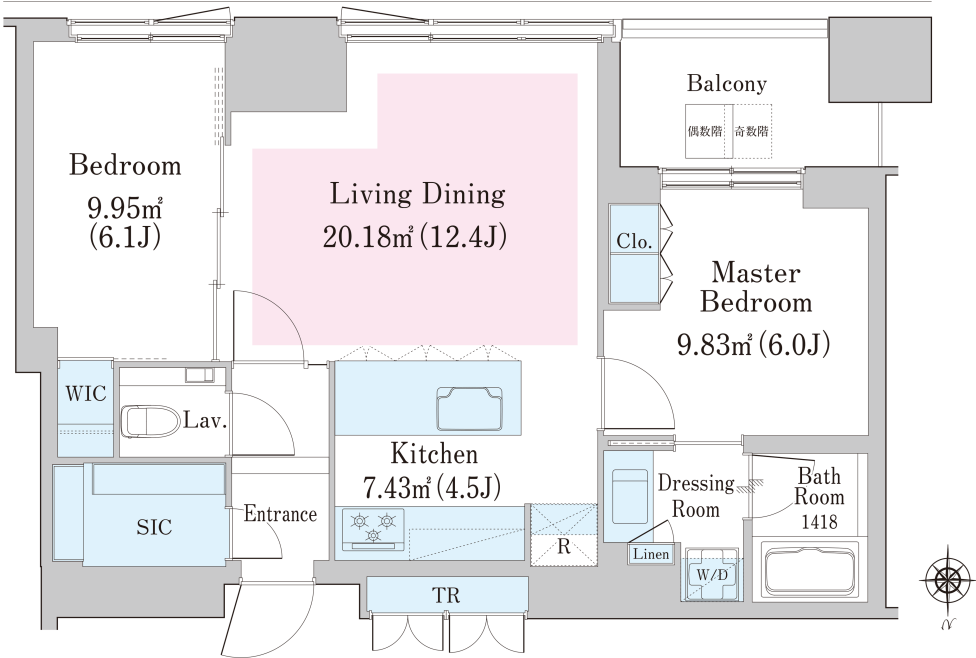 Balcony
偶数階
奇数階
Bedroom
9.95㎡
(6.1J)
Living Dining
20.18㎡(12.4J)
Clo.
Master
Bedroom
9.83㎡(6.0J)
WIC
Lav.
Kitchen
7.43㎡(4.5J)
Dressing
Room
Bath
Room
1418
SIC
Entrance
R
Linen
W/D
TR
N